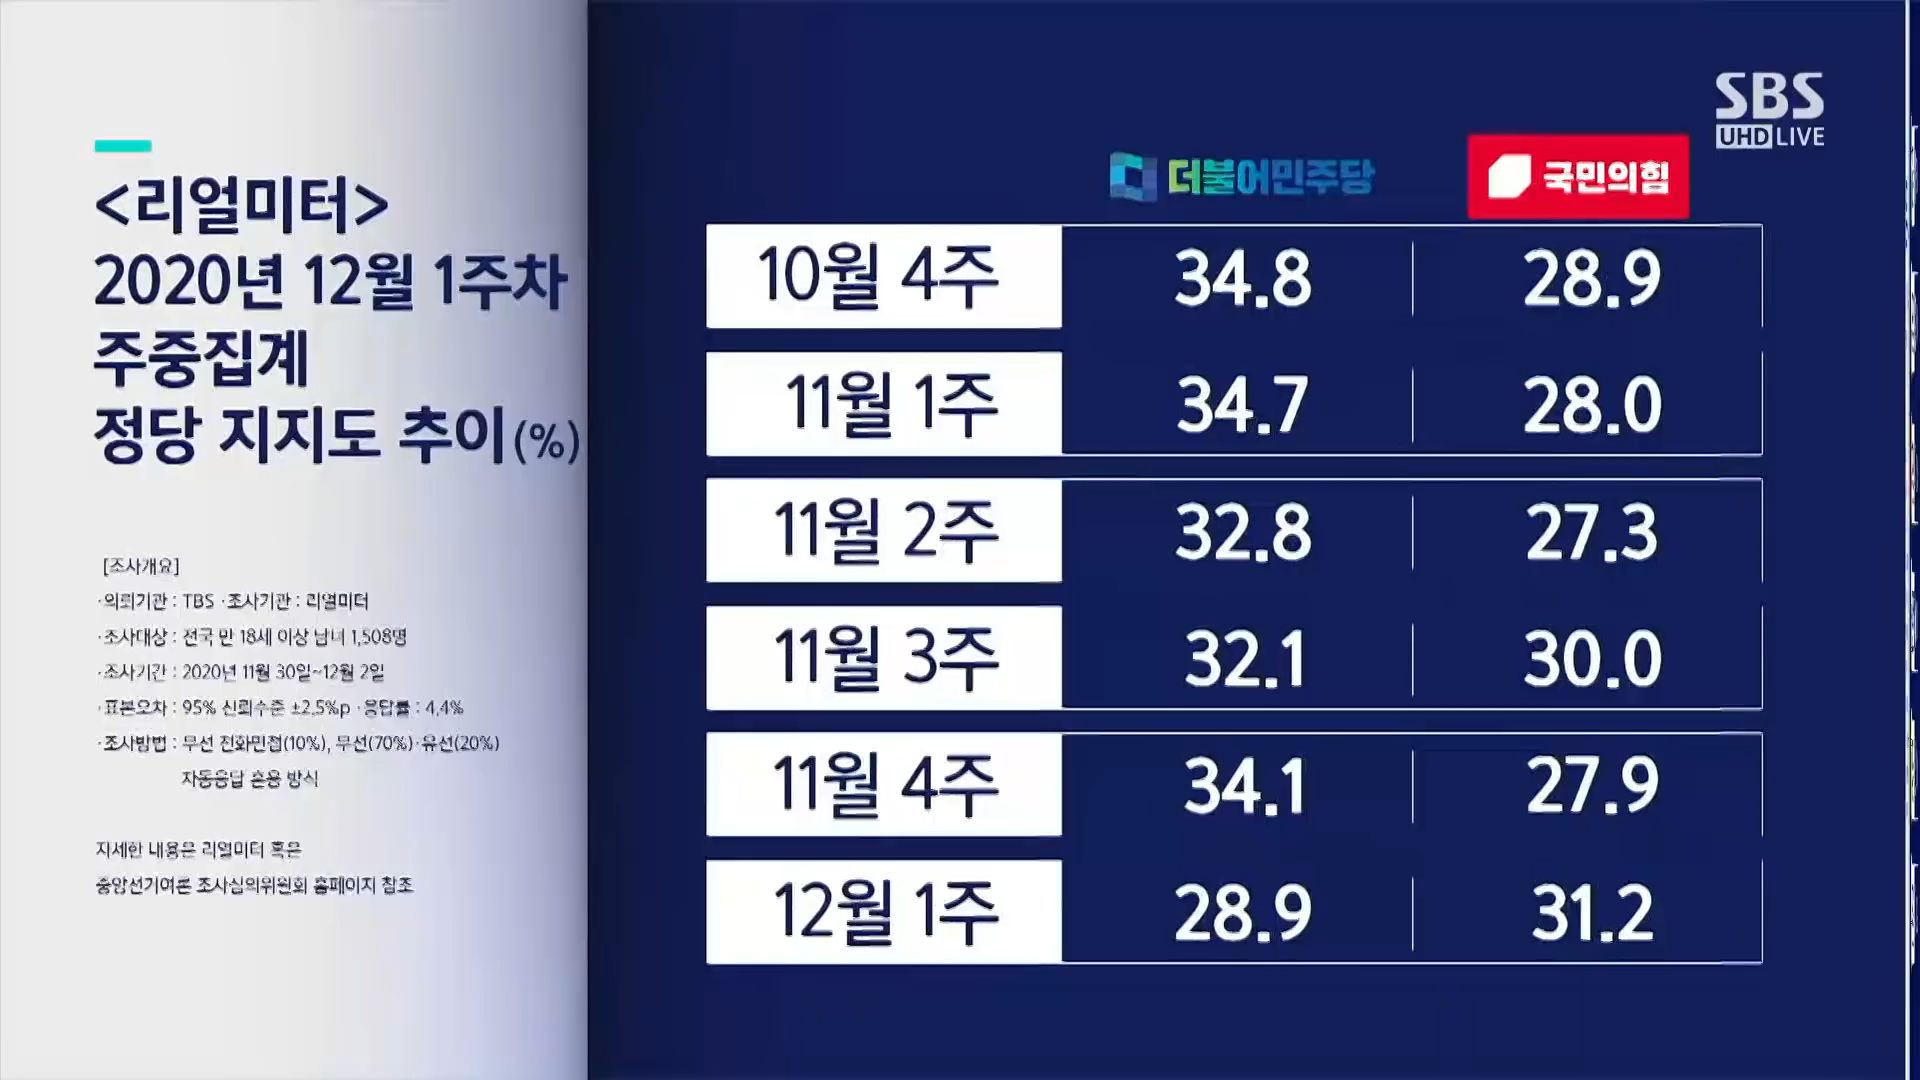 <리얼미터>
2020년 12월 1주차
주중집계
정당 지지도 추이(%)
[조사개요]
·의뢰기관 : TBS ·조사기관 : 리얼미터
·조사대상 : 전국 만 18세 이상 남녀 1,508명
·조사기간 : 2020년 11월 30일~12월 2일
·표본오차 : 95% 신뢰수준 ±2.5%p ·응답률 : 4.4%
·조사방법 : 무선 전화면접(10%), 무선(70%)·유선(20%)
자동응답 혼용 방식
자세한 내용은 리얼미터 혹은
중앙선거여론 조사심의위원회 홈페이지 참조
SBS
UHD LIVE
더불어민주당 국민의힘
10월 4주 34.8 28.9
11월 1주 34.7 28.0
11월 2주 32.8 27.3
11월 3주 32.1 30.0
11월 4주 34.1 27.9
12월 1주 28.9 31.2